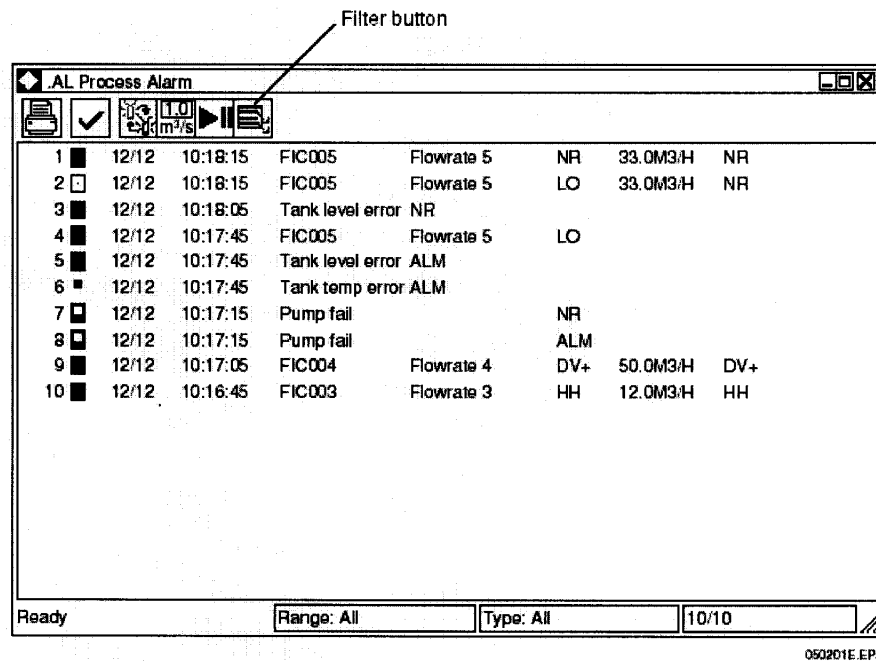 Filter button
.AL Process Alarm
1.0
m³/s
1 12/12 10:18:15 FIC005 Flowrate 5 NR 33.0M3/H NR
2 12/12 10:18:15 FIC005 Flowrate 5 LO 33.0M3/H NR
3 12/12 10:18:05 Tank level error NR
4 12/12 10:17:45 FIC005 Flowrate 5 LO
5 12/12 10:17:45 Tank level error ALM
6 12/12 10:17:45 Tank temp error ALM
7 12/12 10:17:15 Pump fail NR
8 12/12 10:17:15 Pump fail ALM
9 12/12 10:17:05 FIC004 Flowrate 4 DV+ 50.0M3/H DV+
10 12/12 10:16:45 FIC003 Flowrate 3 HH 12.0M3/H HH
Ready Range: All Type: All 10/10
050201E.EP